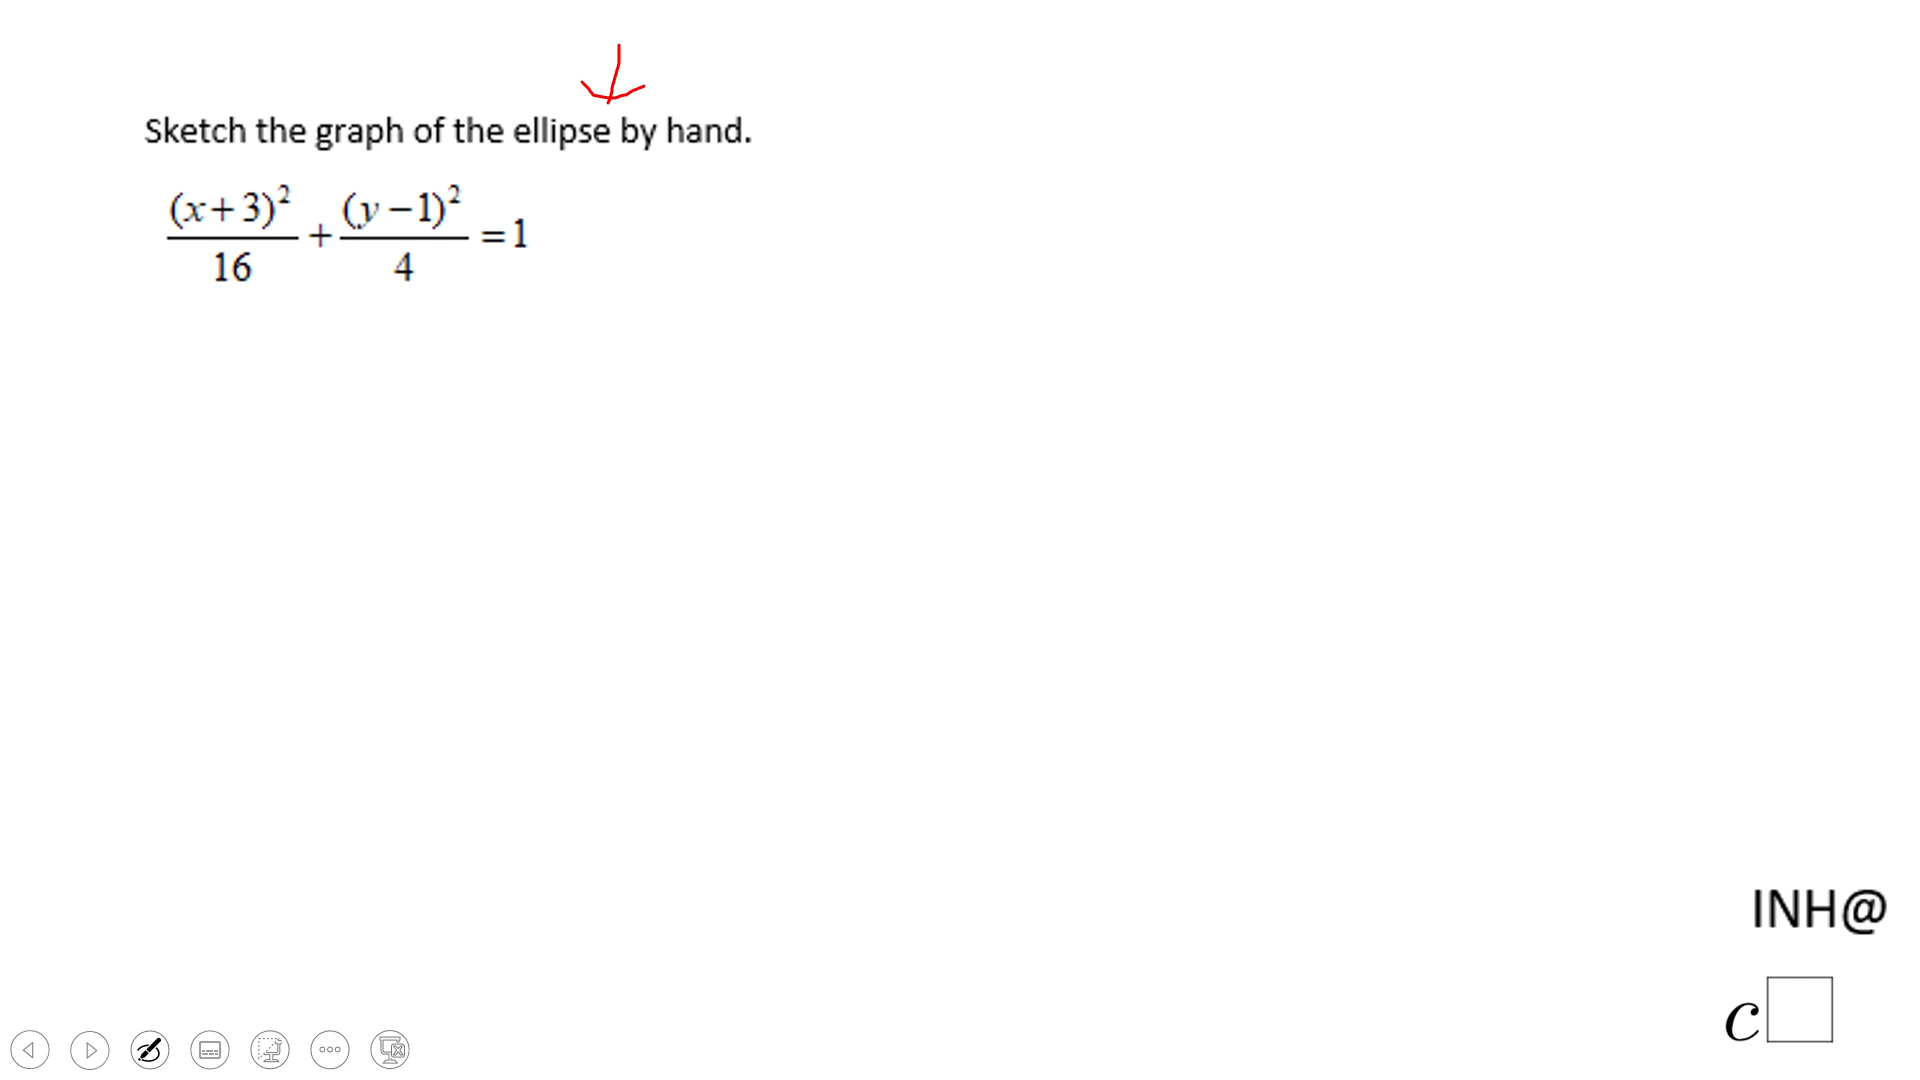 Sketch the graph of the ellipse by hand.
(x+3)²/16 + (y−1)²/4 = 1
INH@
c□